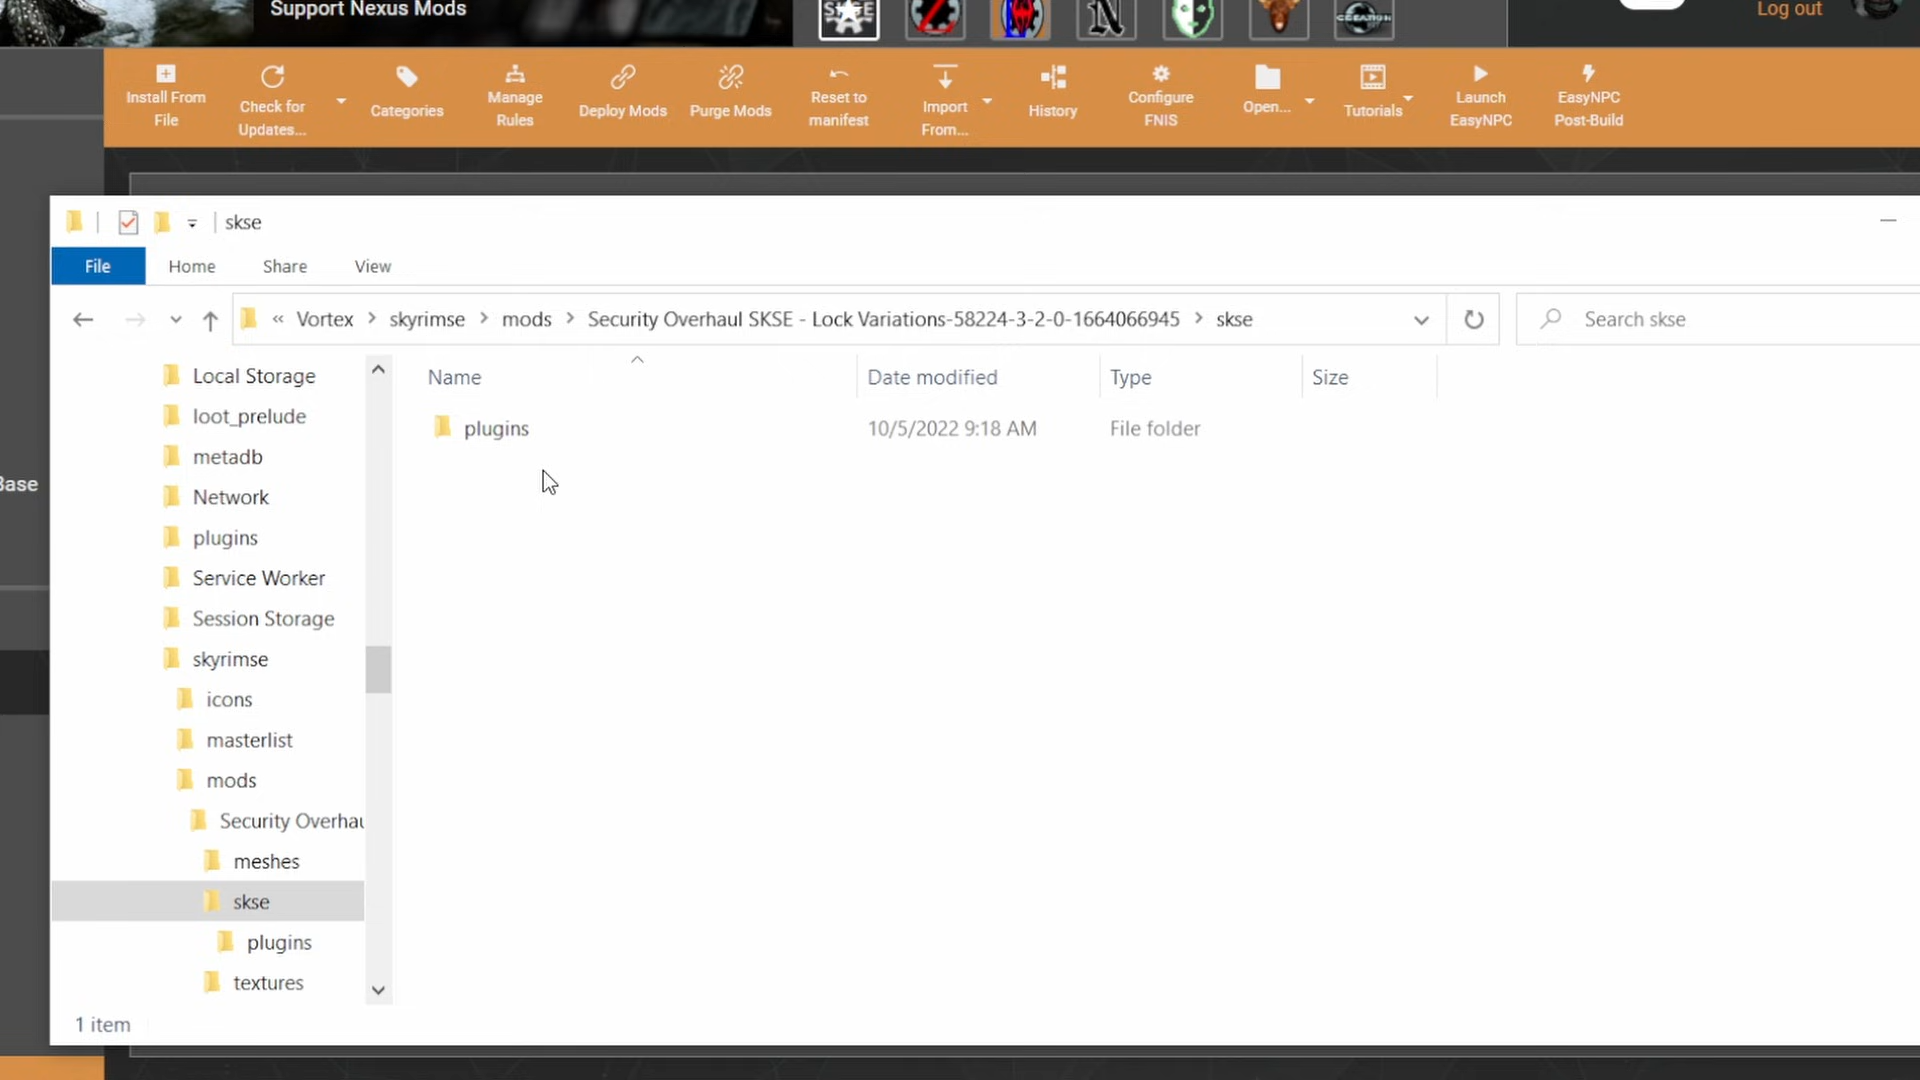 Support Nexus Mods
SKSE
N
CREATION
Log out
Install From File
Check for Updates...
Categories
Manage Rules
Deploy Mods
Purge Mods
Reset to manifest
Import From...
History
Configure FNIS
Open...
Tutorials
Launch EasyNPC
EasyNPC Post-Build
skse
File
Home
Share
View
« Vortex > skyrimse > mods > Security Overhaul SKSE - Lock Variations-58224-3-2-0-1664066945 > skse
Search skse
Name
Date modified
Type
Size
plugins
10/5/2022 9:18 AM
File folder
Base
Local Storage
loot_prelude
metadb
Network
plugins
Service Worker
Session Storage
skyrimse
icons
masterlist
mods
Security Overhau
meshes
skse
plugins
textures
1 item